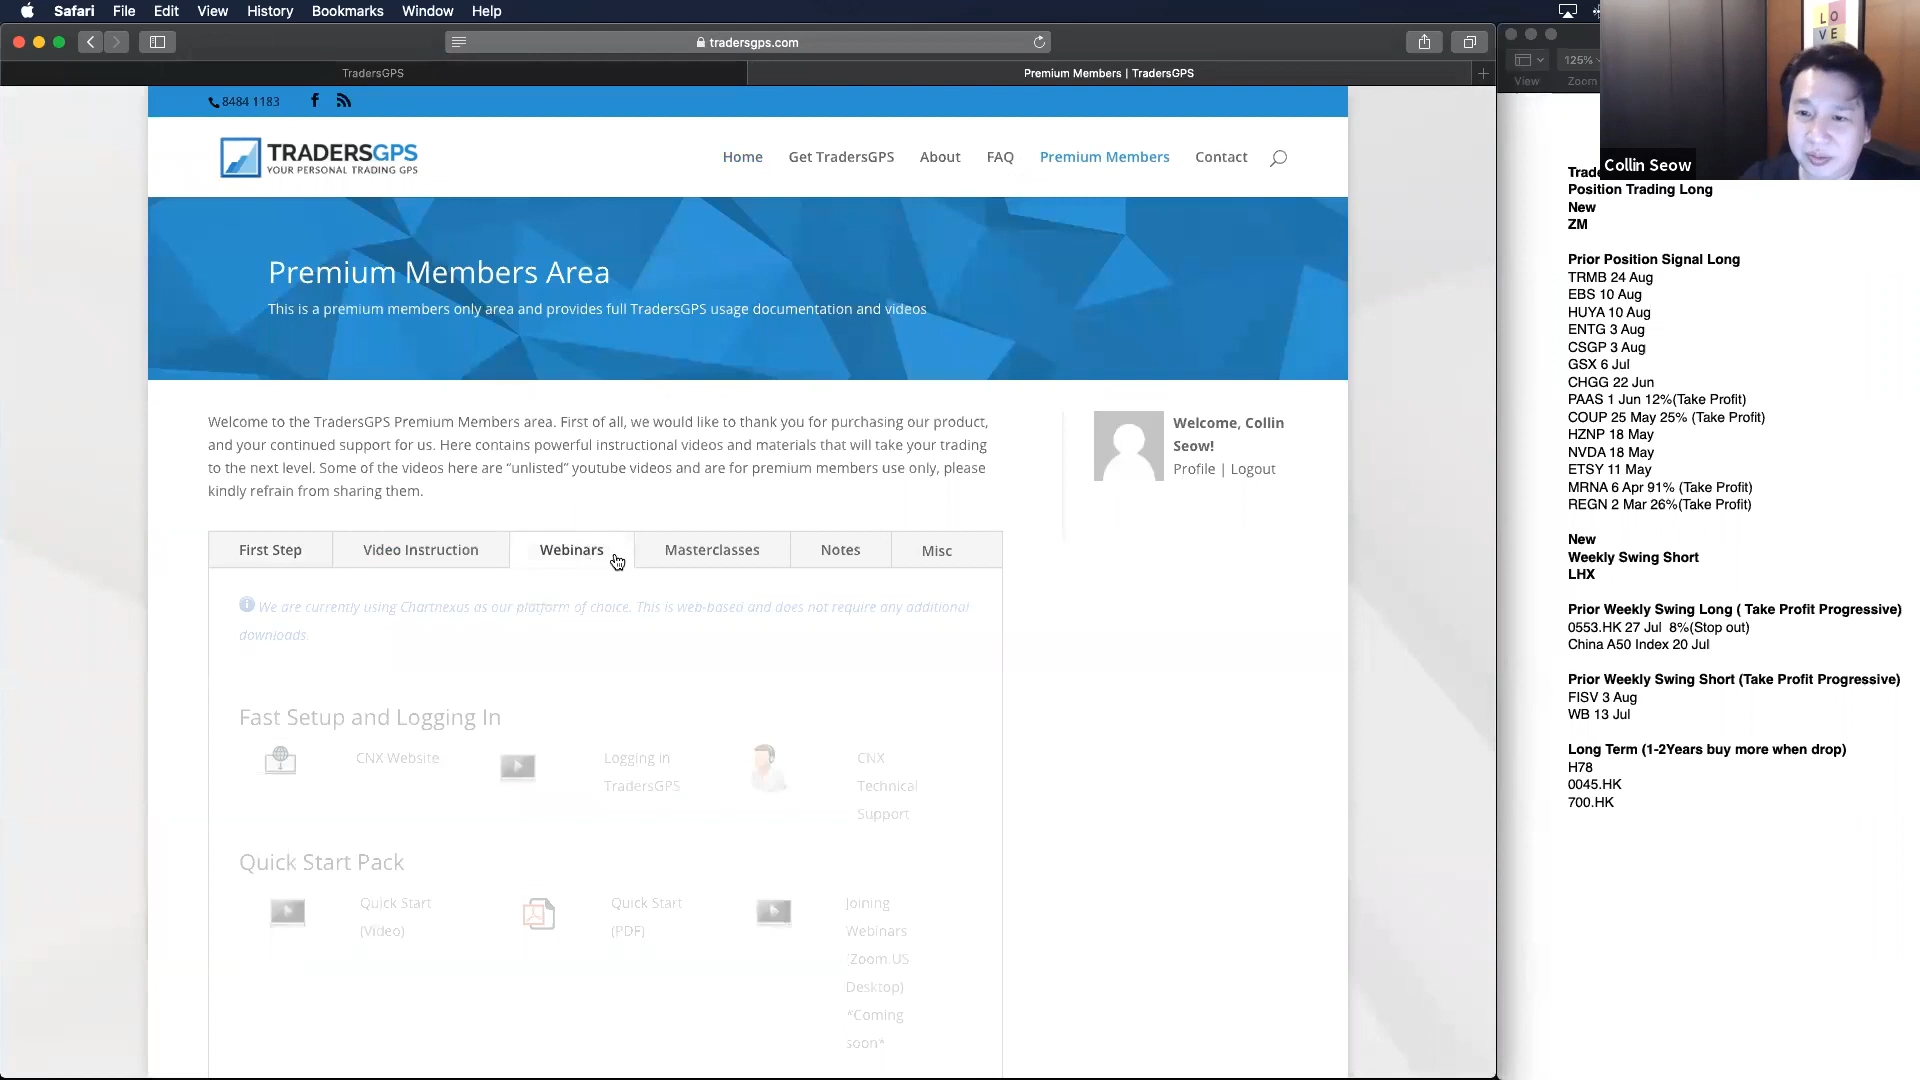 Safari File Edit View History Bookmarks Window Help
tradersgps.com
TradersGPS
Premium Members | TradersGPS
125%
View
Zoom
8484 1183
TRADERSGPS
YOUR PERSONAL TRADING GPS
Home Get TradersGPS About FAQ Premium Members Contact
Premium Members Area
This is a premium members only area and provides full TradersGPS usage documentation and videos
Welcome to the TradersGPS Premium Members area. First of all, we would like to thank you for purchasing our product,
and your continued support for us. Here contains powerful instructional videos and materials that will take your trading
to the next level. Some of the videos here are “unlisted” youtube videos and are for premium members use only, please
kindly refrain from sharing them.
Welcome, Collin
Seow!
Profile | Logout
First Step Video Instruction Webinars Masterclasses Notes Misc
We are currently using Chartnexus as our platform of choice. This is web-based and does not require any additional
downloads.
Fast Setup and Logging In
CNX Website
Logging in
TradersGPS
CNX
Technical
Support
Quick Start Pack
Quick Start
(Video)
Quick Start
(PDF)
Joining
Webinars
(Zoom.US
Desktop)
*Coming
soon*
LO
VE
Collin Seow
Trade
Position Trading Long
New
ZM
Prior Position Signal Long
TRMB 24 Aug
EBS 10 Aug
HUYA 10 Aug
ENTG 3 Aug
CSGP 3 Aug
GSX 6 Jul
CHGG 22 Jun
PAAS 1 Jun 12%(Take Profit)
COUP 25 May 25% (Take Profit)
HZNP 18 May
NVDA 18 May
ETSY 11 May
MRNA 6 Apr 91% (Take Profit)
REGN 2 Mar 26%(Take Profit)
New
Weekly Swing Short
LHX
Prior Weekly Swing Long ( Take Profit Progressive)
0553.HK 27 Jul 8%(Stop out)
China A50 Index 20 Jul
Prior Weekly Swing Short (Take Profit Progressive)
FISV 3 Aug
WB 13 Jul
Long Term (1-2Years buy more when drop)
H78
0045.HK
700.HK